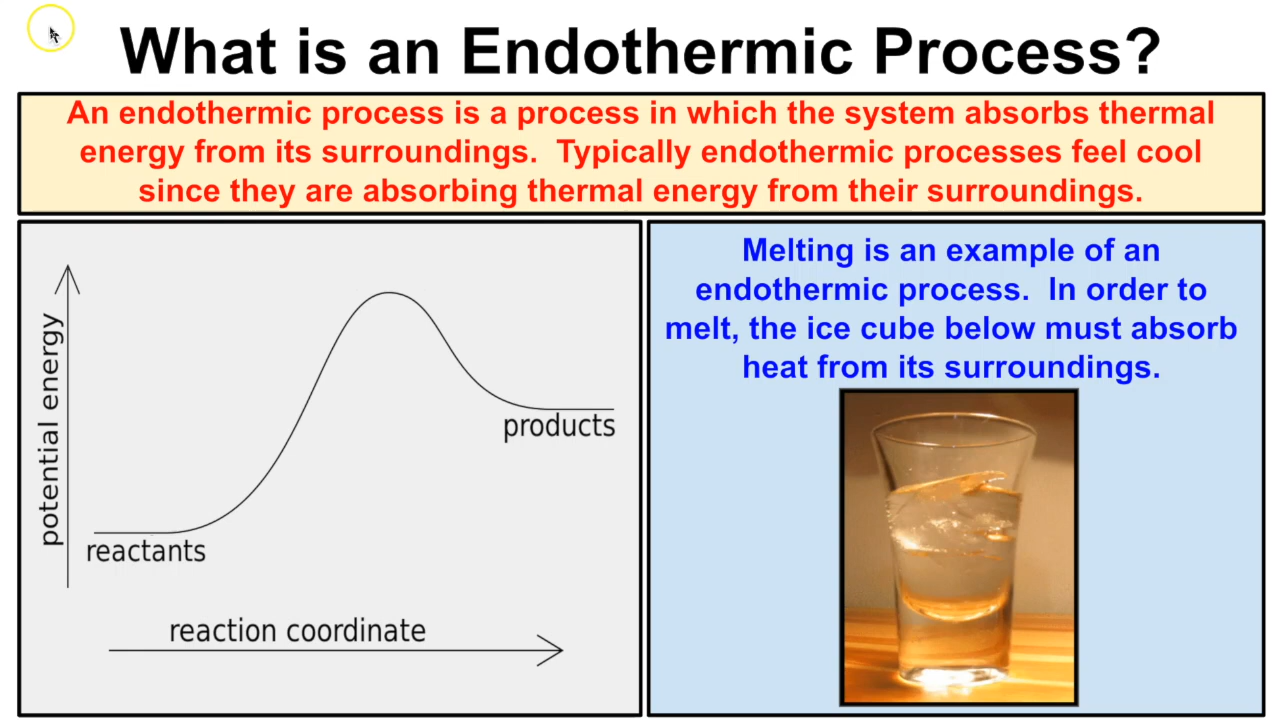 What is an Endothermic Process?
An endothermic process is a process in which the system absorbs thermal
energy from its surroundings.  Typically endothermic processes feel cool
since they are absorbing thermal energy from their surroundings.
potential energy
reactants
products
reaction coordinate
Melting is an example of an
endothermic process.  In order to
melt, the ice cube below must absorb
heat from its surroundings.